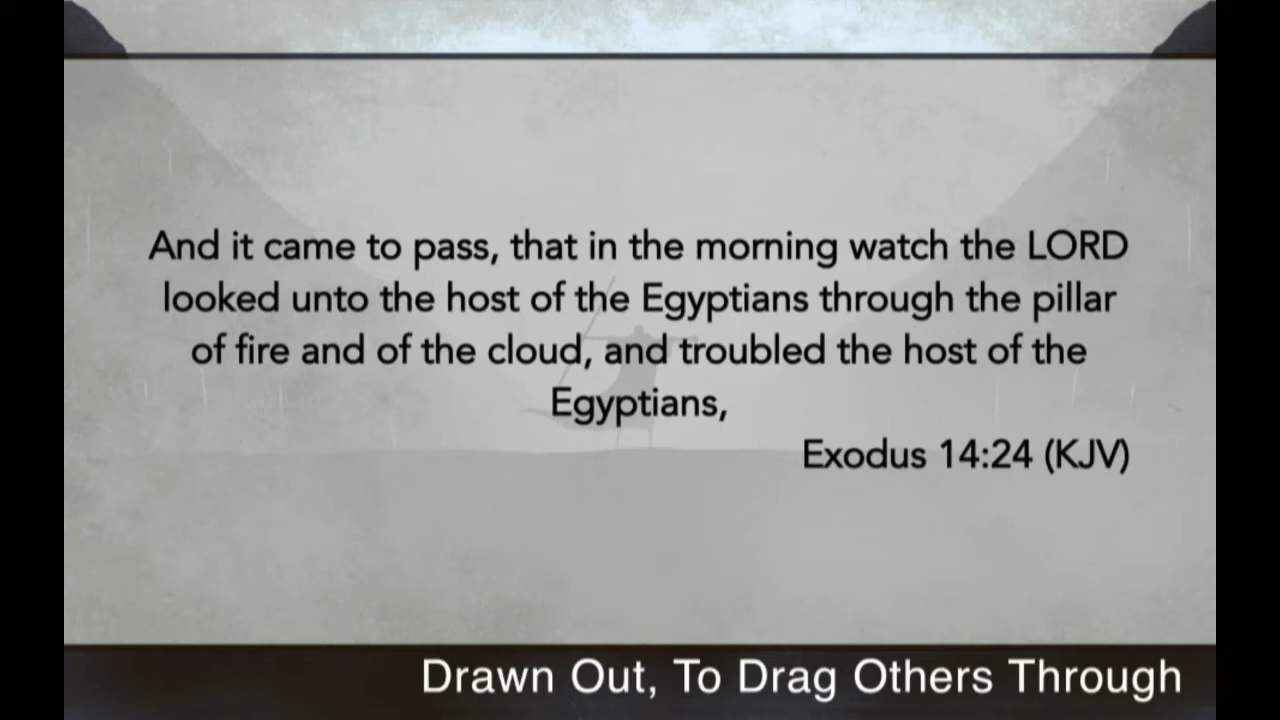 And it came to pass, that in the morning watch the LORD
looked unto the host of the Egyptians through the pillar
of fire and of the cloud, and troubled the host of the
Egyptians,
Exodus 14:24 (KJV)
Drawn Out, To Drag Others Through